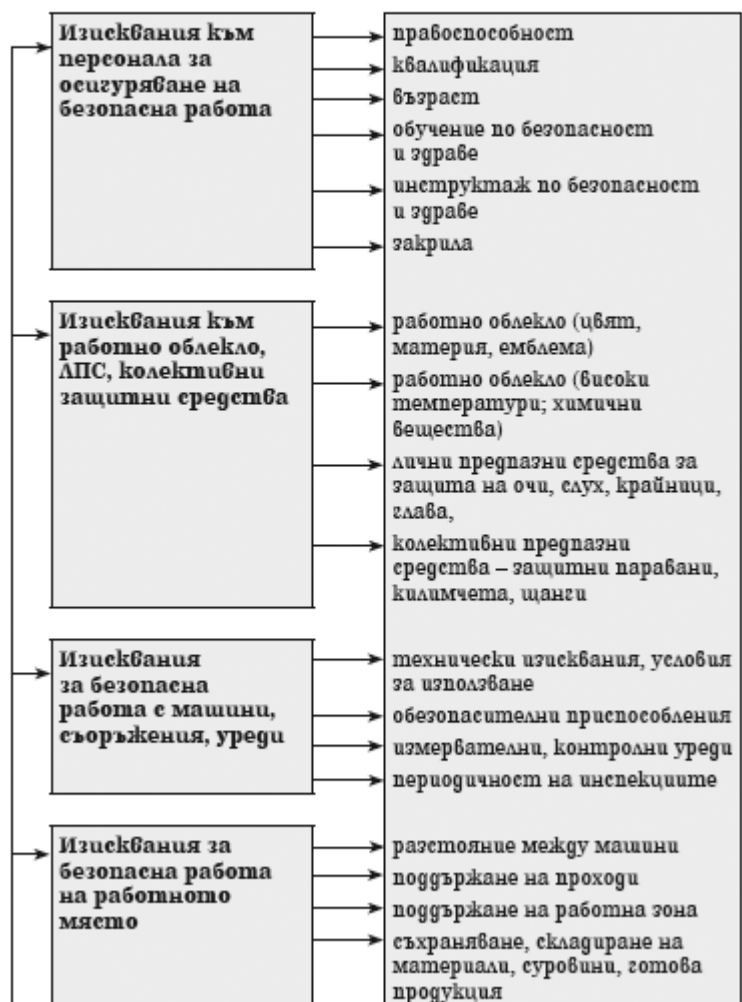 Изисквания към
персонала за
осигуряване на
безопасна работа
правоспособност
квалификация
възраст
обучение по безопасност
и здраве
инструктаж по безопасност
и здраве
закрила
Изисквания към
работно облекло,
ЛПС, колективни
защитни средства
работно облекло (цвят,
материя, емблема)
работно облекло (високи
температури; химични
вещества)
лични предпазни средства за
защита на очи, слух, крайници,
глава,
колективни предпазни
средства – защитни паравани,
килимчета, щанги
Изисквания
за безопасна
работа с машини,
съоръжения, уреди
технически изисквания, условия
за използване
обезопасителни приспособления
измервателни, контролни уреди
периодичност на инспекциите
Изисквания за
безопасна работа
на работното
място
разстояние между машини
поддържане на проходи
поддържане на работна зона
съхраняване, складиране на
материали, суровини, готова
продукция